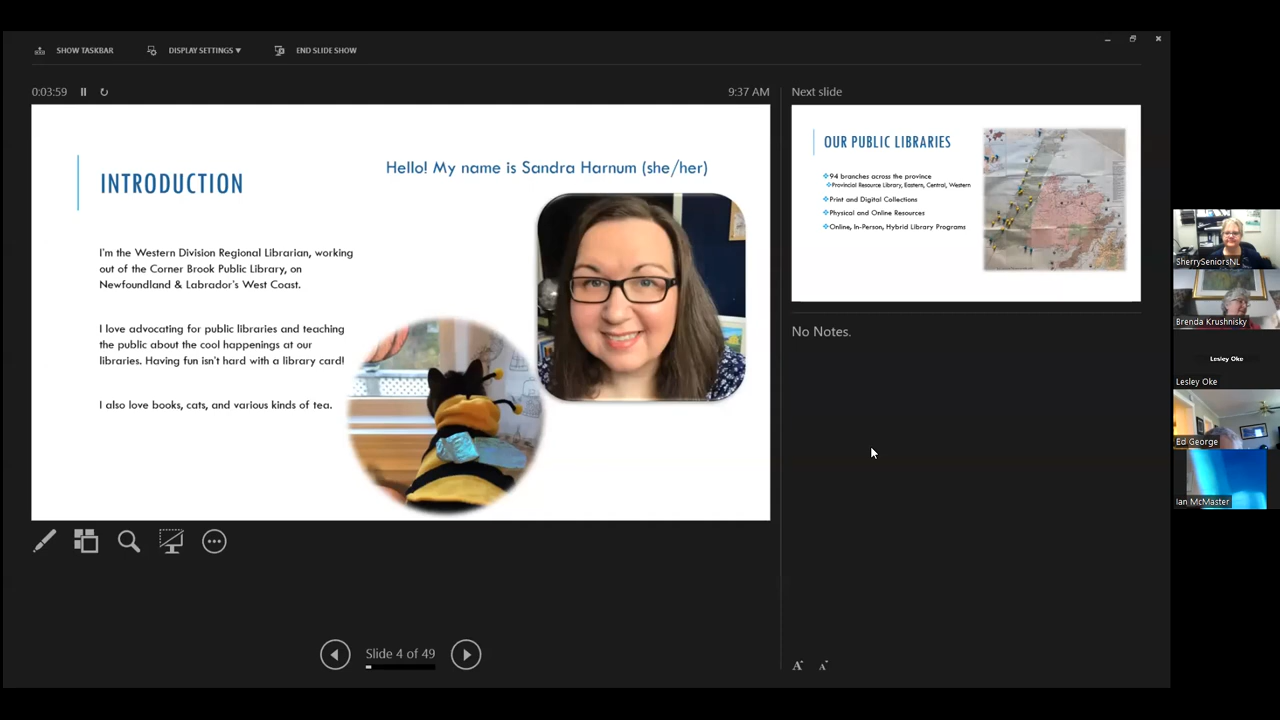 SHOW TASKBAR
DISPLAY SETTINGS ▼
END SLIDE SHOW
0:03:59
9:37 AM
Next slide
INTRODUCTION
Hello! My name is Sandra Harnum (she/her)
I'm the Western Division Regional Librarian, working
out of the Corner Brook Public Library, on
Newfoundland & Labrador's West Coast.
I love advocating for public libraries and teaching
the public about the cool happenings at our
libraries. Having fun isn't hard with a library card!
I also love books, cats, and various kinds of tea.
OUR PUBLIC LIBRARIES
❖94 branches across the province
❖Provincial Resource Library, Eastern, Central, Western
❖Print and Digital Collections
❖Physical and Online Resources
❖Online, In-Person, Hybrid Library Programs
No Notes.
Slide 4 of 49
A
A
SherrySeniorsNL
Brenda Krushnisky
Lesley Oke
Lesley Oke
Ed George
Ian McMaster